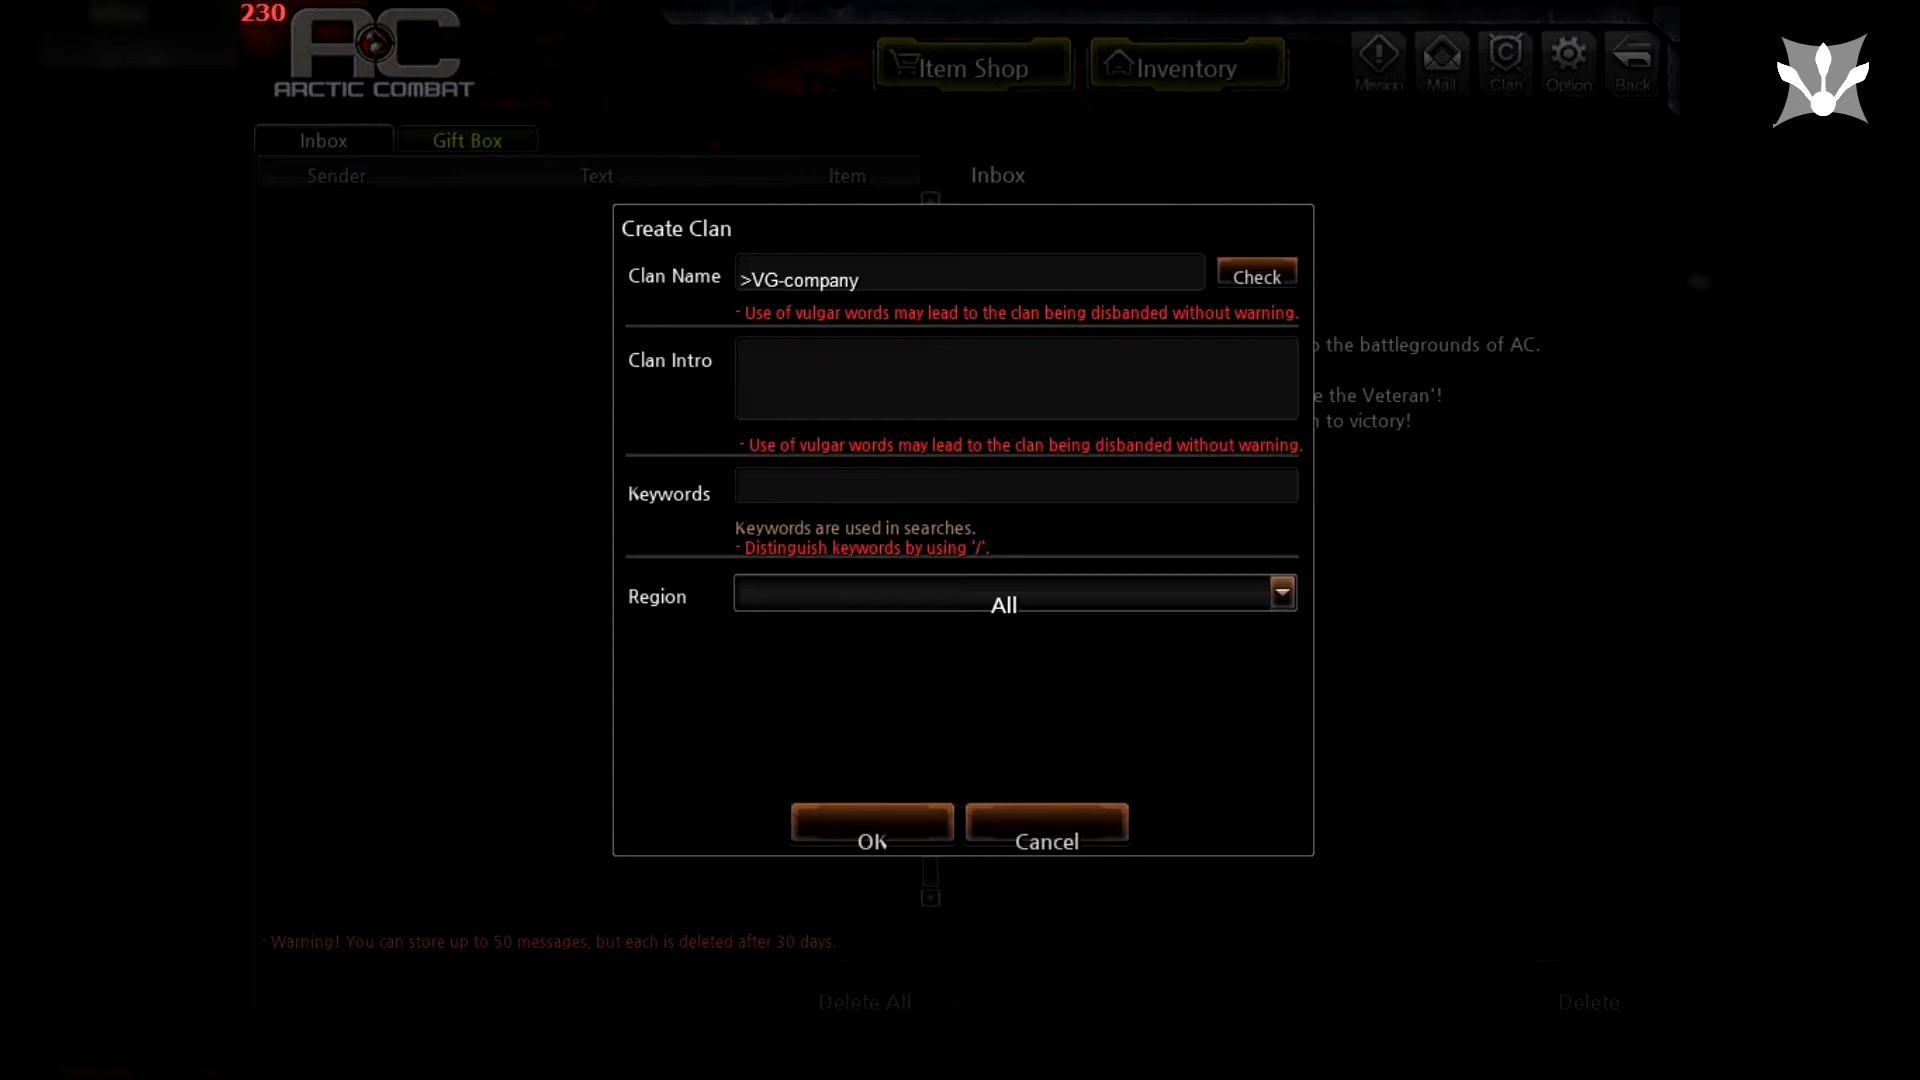 230
AC
ARCTIC COMBAT
Item Shop
Inventory
Mission
Mail
Clan
Option
Back
Inbox
Gift Box
Sender
Text
Item
Inbox
Create Clan
Clan Name
>VG-company
Check
- Use of vulgar words may lead to the clan being disbanded without warning.
the battlegrounds of AC.
Clan Intro
e the Veteran'!
to victory!
- Use of vulgar words may lead to the clan being disbanded without warning.
Keywords
Keywords are used in searches.
- Distinguish keywords by using '/'.
Region
All
OK
Cancel
- Warning! You can store up to 50 messages, but each is deleted after 30 days.
Delete All
Delete